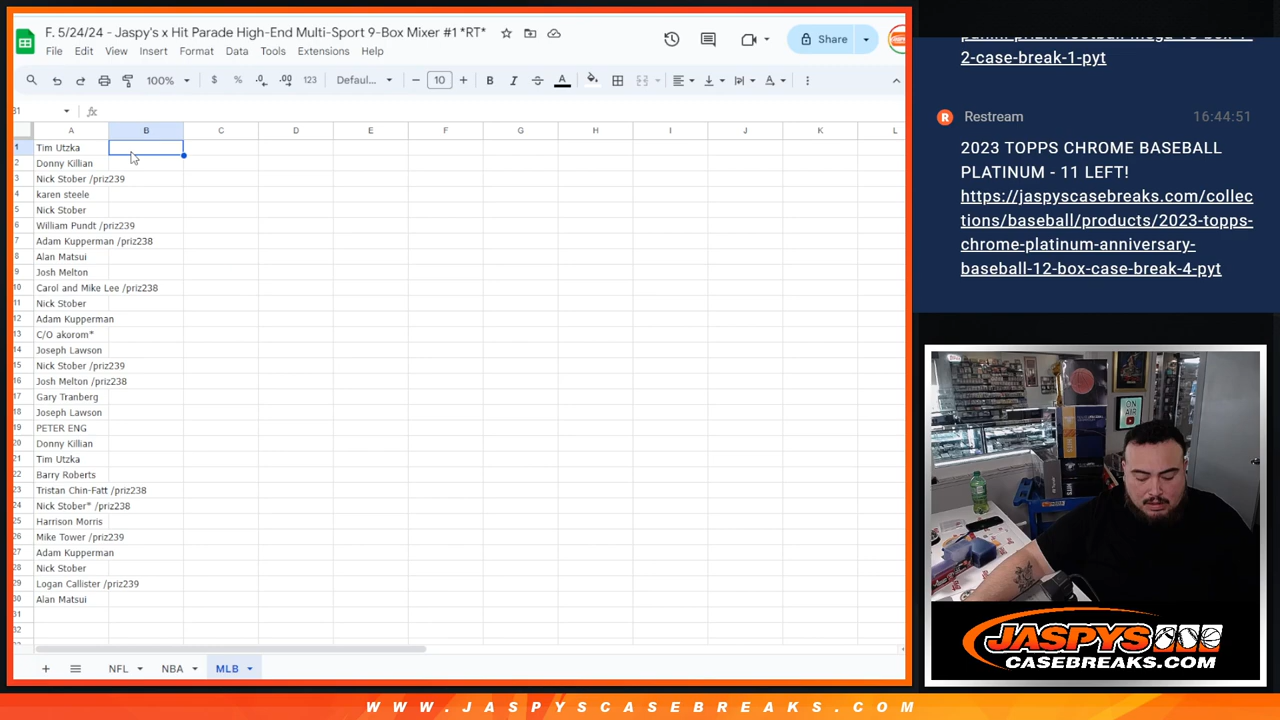 F. 5/24/24 - Jaspy's x Hit Parade High-End Multi-Sport 9-Box Mixer #1 *RT*
File Edit View Insert Format Data Tools Extensions Help
Share
100% $ % .0 .00 123 Defaul... 10 B I A
fx
A B C D E F G H I J K L
1 Tim Utzka
2 Donny Killian
3 Nick Stober /priz239
4 karen steele
5 Nick Stober
6 William Pundt /priz239
7 Adam Kupperman /priz238
8 Alan Matsui
9 Josh Melton
10 Carol and Mike Lee /priz238
11 Nick Stober
12 Adam Kupperman
13 C/O akorom*
14 Joseph Lawson
15 Nick Stober /priz239
16 Josh Melton /priz238
17 Gary Tranberg
18 Joseph Lawson
19 PETER ENG
20 Donny Killian
21 Tim Utzka
22 Barry Roberts
23 Tristan Chin-Fatt /priz238
24 Nick Stober* /priz238
25 Harrison Morris
26 Mike Tower /priz239
27 Adam Kupperman
28 Nick Stober
29 Logan Callister /priz239
30 Alan Matsui
31
32
NFL NBA MLB
2-case-break-1-pyt
Restream 16:44:51
2023 TOPPS CHROME BASEBALL
PLATINUM - 11 LEFT!
https://jaspyscasebreaks.com/collec
tions/baseball/products/2023-topps-
chrome-platinum-anniversary-
baseball-12-box-case-break-4-pyt
ON
AIR
JASPYS
CASEBREAKS.COM
WWW.JASPYSCASEBREAKS.COM